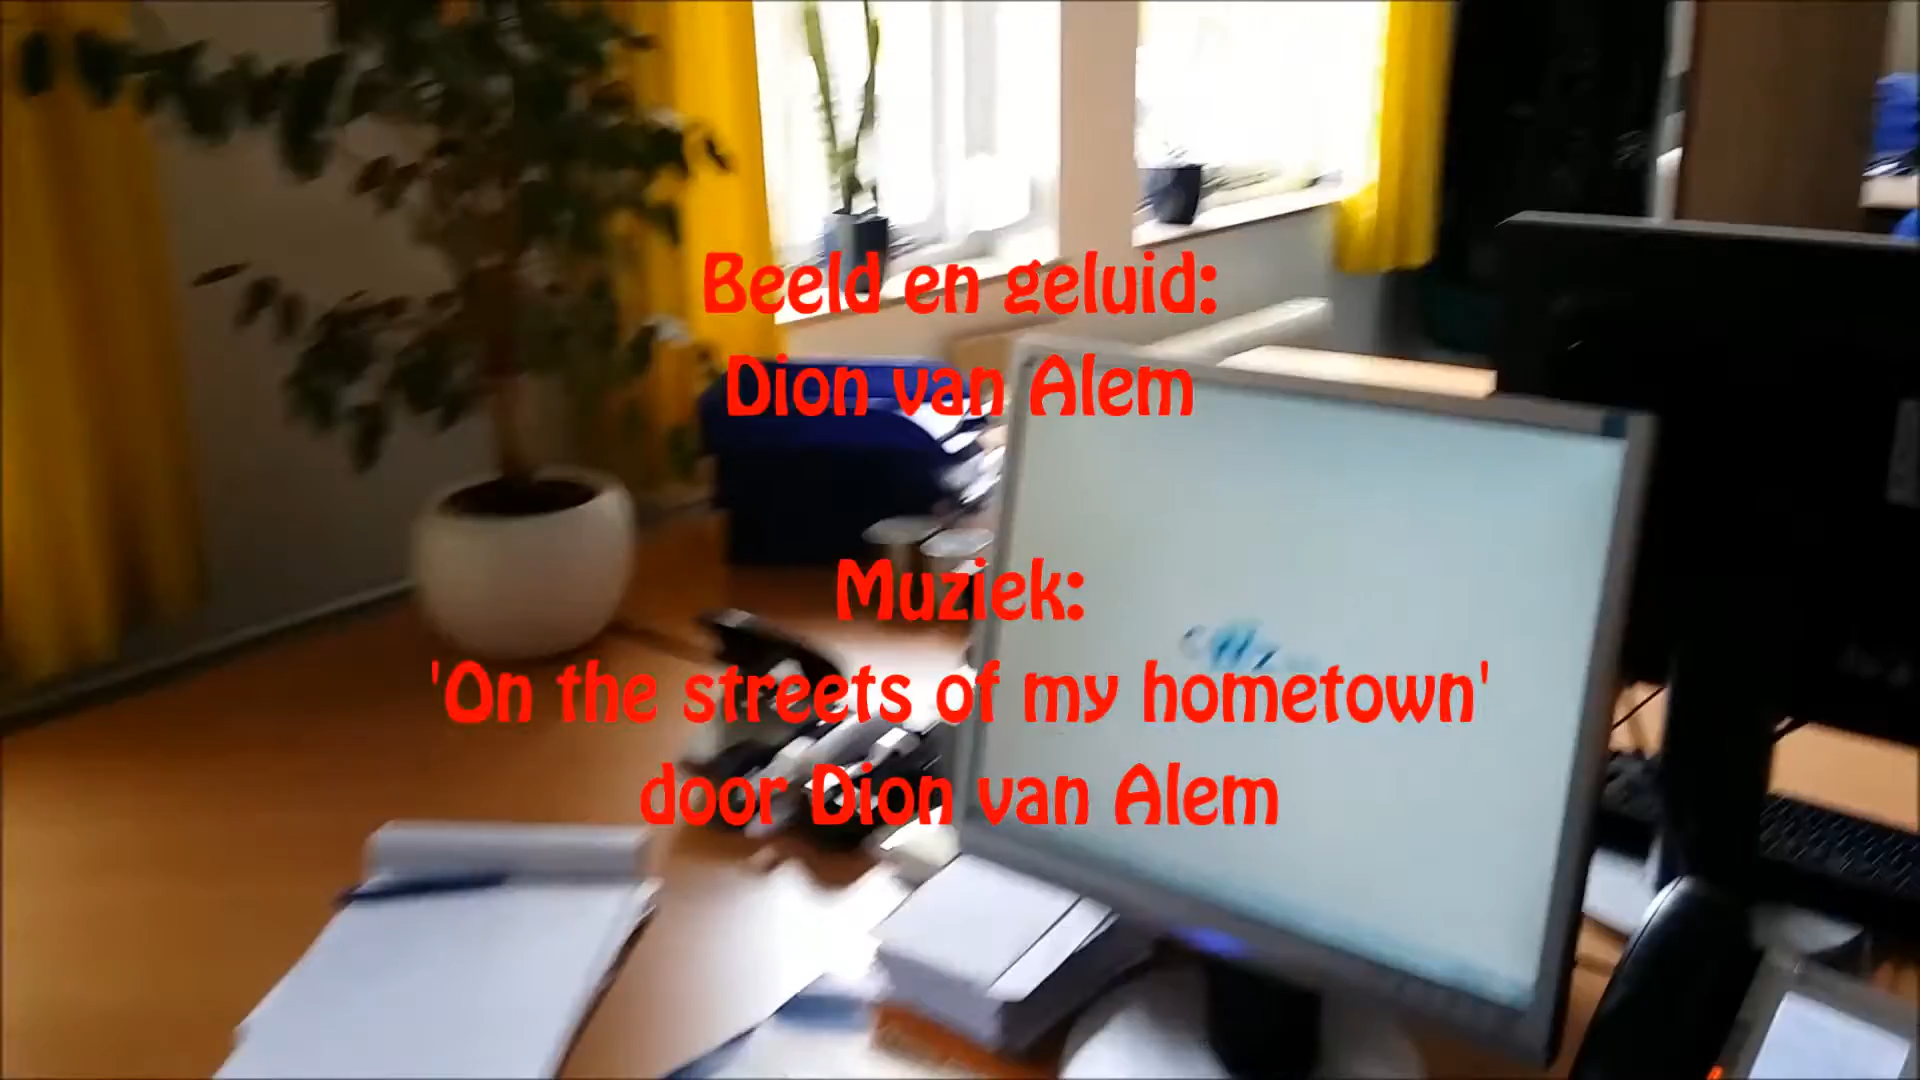 Beeld en geluid:
Dion van Alem
Muziek:
'On the streets of my hometown'
door Dion van Alem